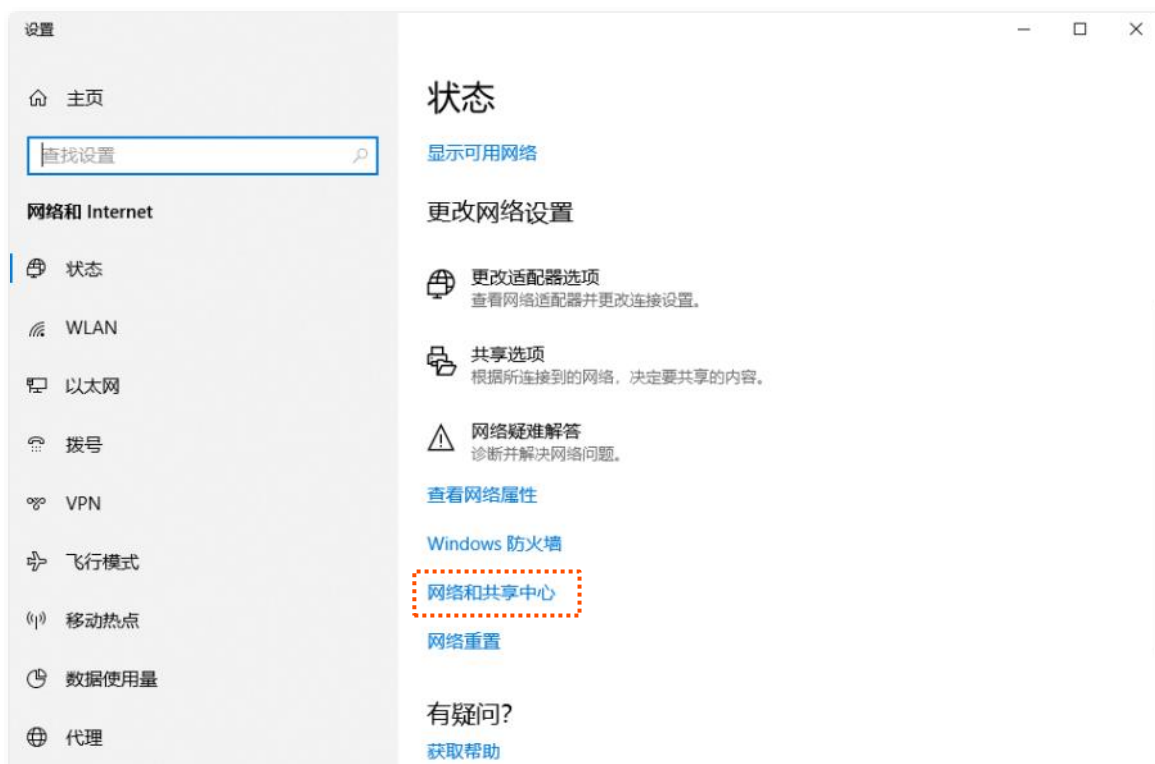 设置
主页
查找设置
网络和 Internet
状态
WLAN
以太网
拨号
VPN
飞行模式
移动热点
数据使用量
代理
状态
显示可用网络
更改网络设置
更改适配器选项
查看网络适配器并更改连接设置。
共享选项
根据所连接到的网络，决定要共享的内容。
网络疑难解答
诊断并解决网络问题。
查看网络属性
Windows 防火墙
网络和共享中心
网络重置
有疑问?
获取帮助